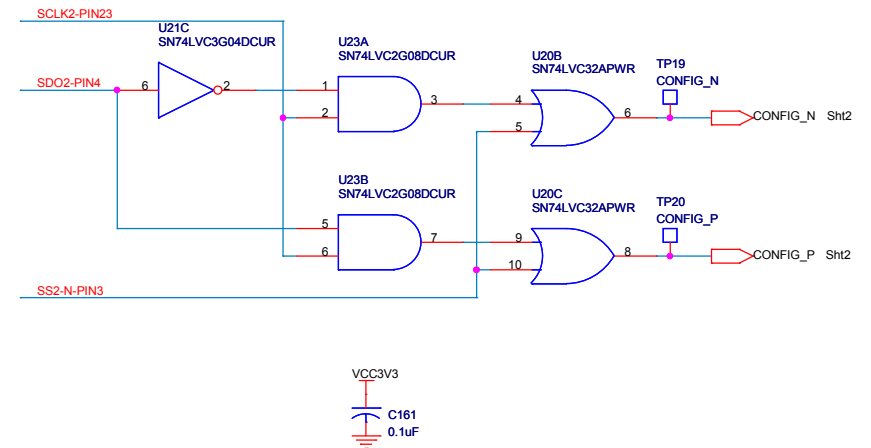 SCLK2-PIN23
U21C
SN74LVC3G04DCUR
U23A
SN74LVC2G08DCUR
U20B
SN74LVC32APWR
TP19
CONFIG_N
SDO2-PIN4
6
2
1
2
3
4
5
6
CONFIG_N Sht2
U23B
SN74LVC2G08DCUR
U20C
SN74LVC32APWR
TP20
CONFIG_P
5
6
7
9
10
8
CONFIG_P Sht2
SS2-N-PIN3
VCC3V3
C161
0.1uF